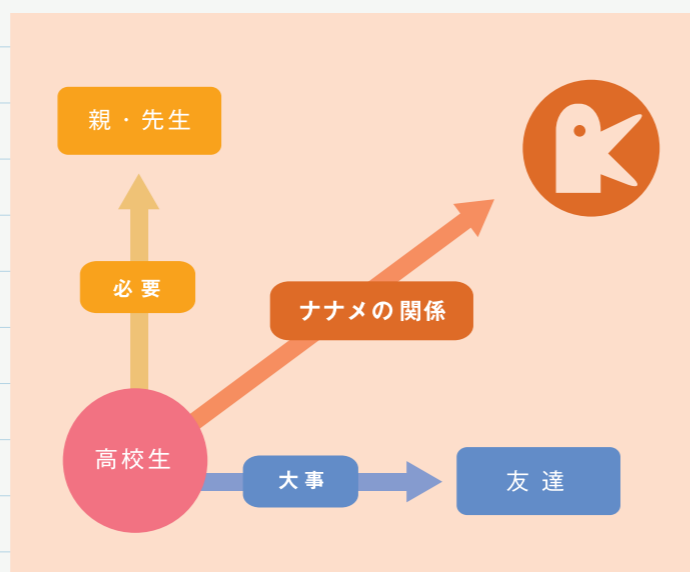 親・先生
必要
ナナメの関係
高校生
大事
友達